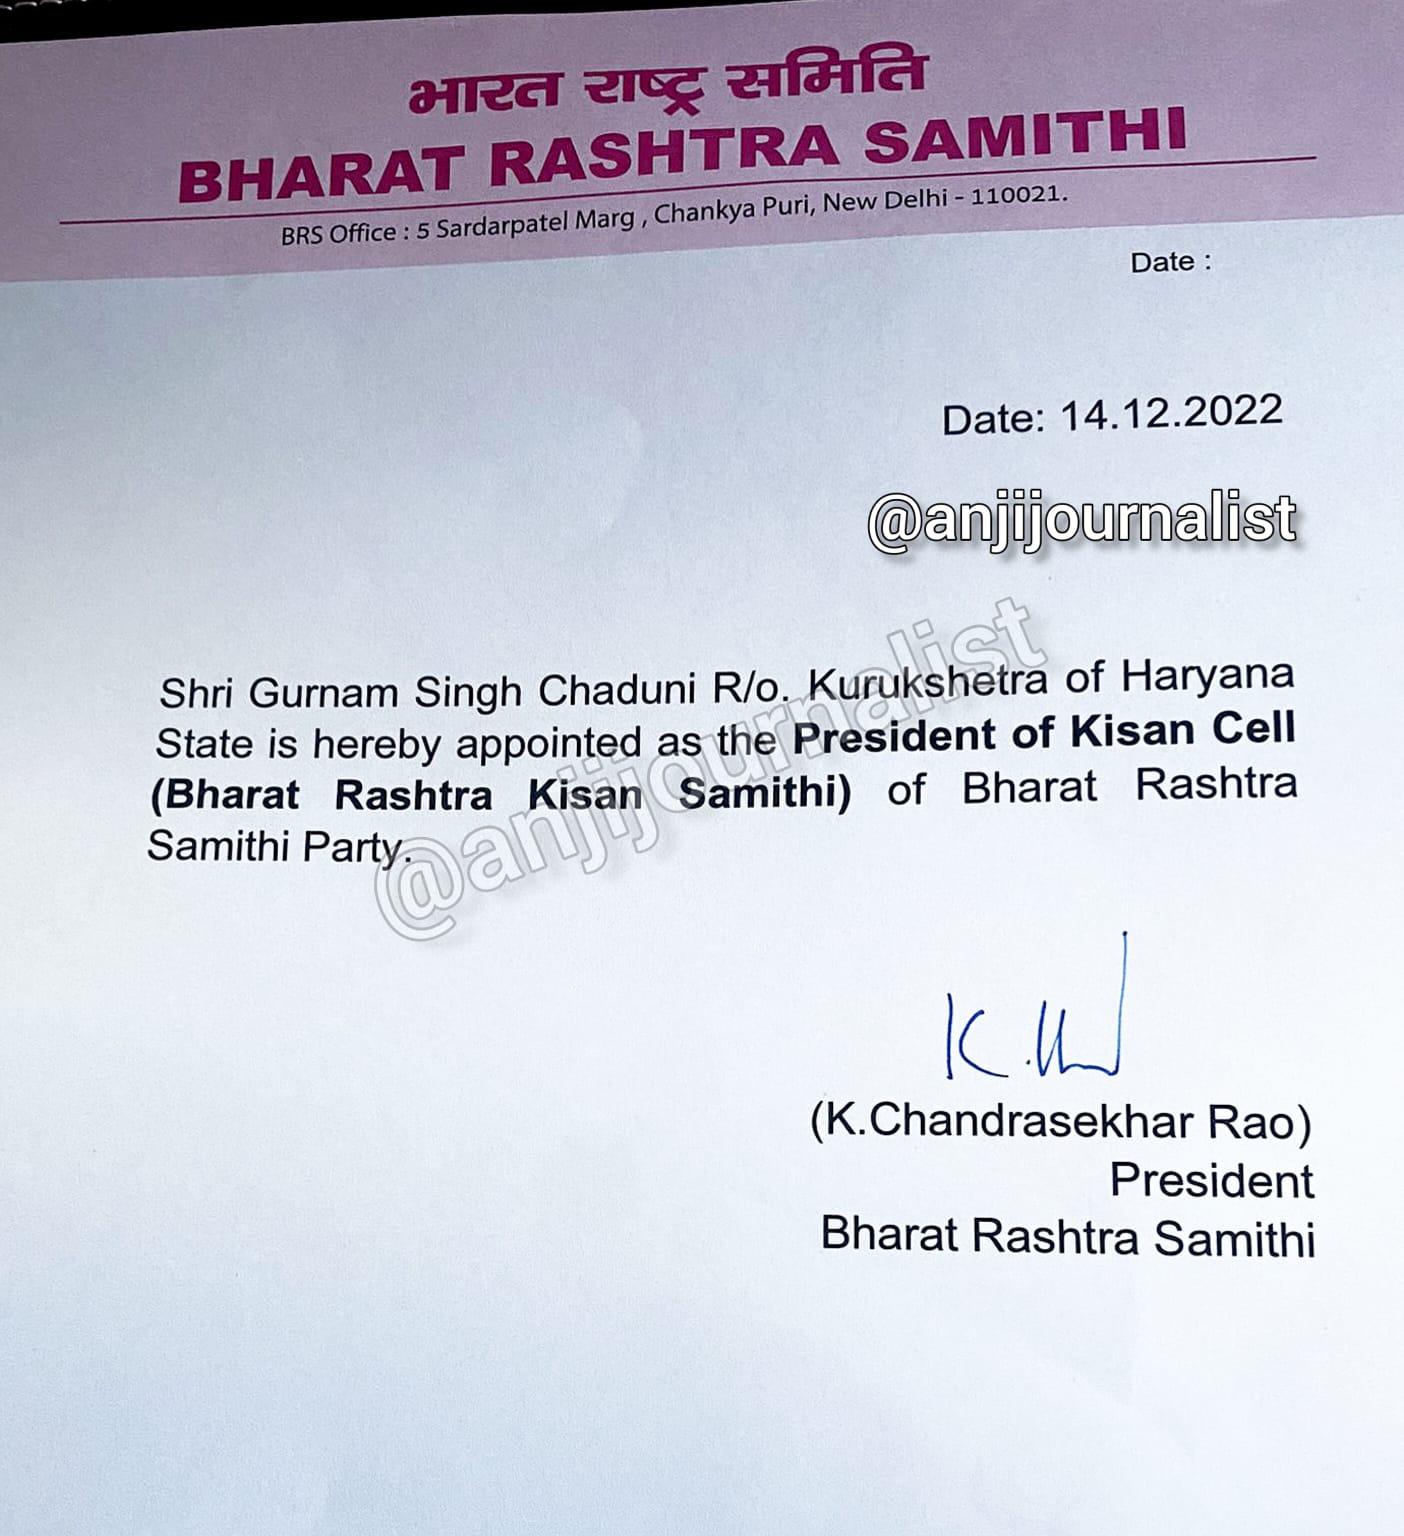 भारत राष्ट्र समिति
BHARAT RASHTRA SAMITHI
BRS Office : 5 Sardarpatel Marg , Chankya Puri, New Delhi - 110021.
Date :
Date: 14.12.2022
@anjijournalist
Shri Gurnam Singh Chaduni R/o. Kurukshetra of Haryana
State is hereby appointed as the President of Kisan Cell
(Bharat Rashtra Kisan Samithi) of Bharat Rashtra
Samithi Party.
@anjijournalist
(K.Chandrasekhar Rao)
President
Bharat Rashtra Samithi